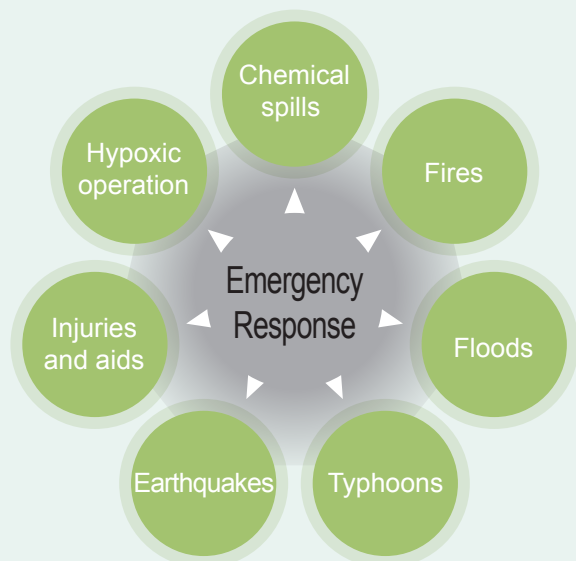 Chemical
spills
Fires
Floods
Typhoons
Earthquakes
Injuries
and aids
Hypoxic
operation
Emergency
Response